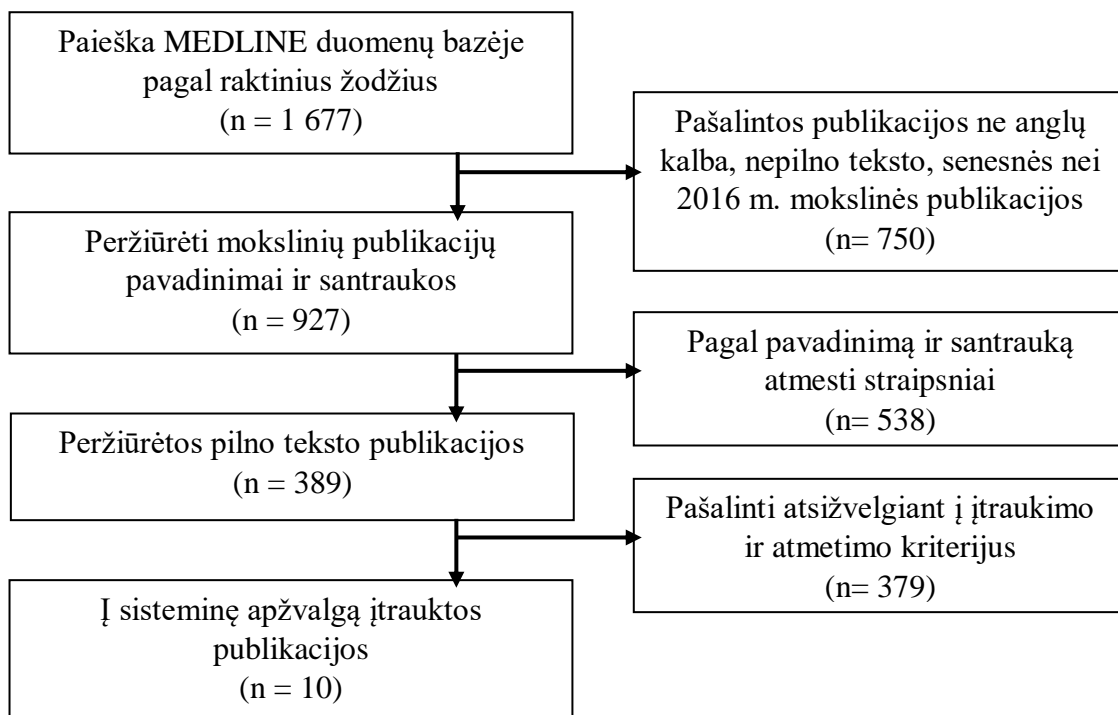 Paieška MEDLINE duomenų bazėje
pagal raktinius žodžius
(n = 1 677)
Pašalintos publikacijos ne anglų
kalba, nepilno teksto, senesnės nei
2016 m. mokslinės publikacijos
(n= 750)
Peržiūrėti mokslinių publikacijų
pavadinimai ir santraukos
(n = 927)
Pagal pavadinimą ir santrauką
atmesti straipsniai
(n= 538)
Peržiūrėtos pilno teksto publikacijos
(n = 389)
Pašalinti atsižvelgiant į įtraukimo
ir atmetimo kriterijus
(n= 379)
Į sisteminę apžvalgą įtrauktos
publikacijos
(n = 10)